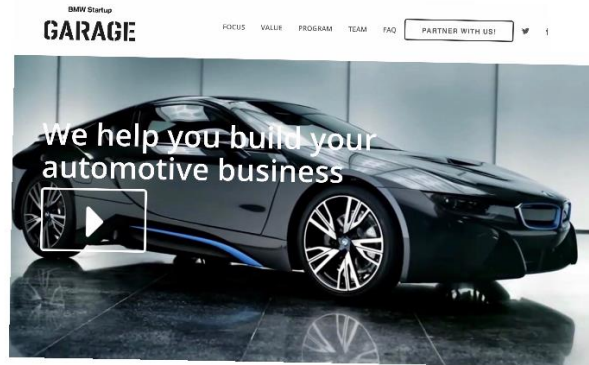 BMW Startup
GARAGE
FOCUS VALUE PROGRAM TEAM FAQ PARTNER WITH US!
We help you build your
automotive business